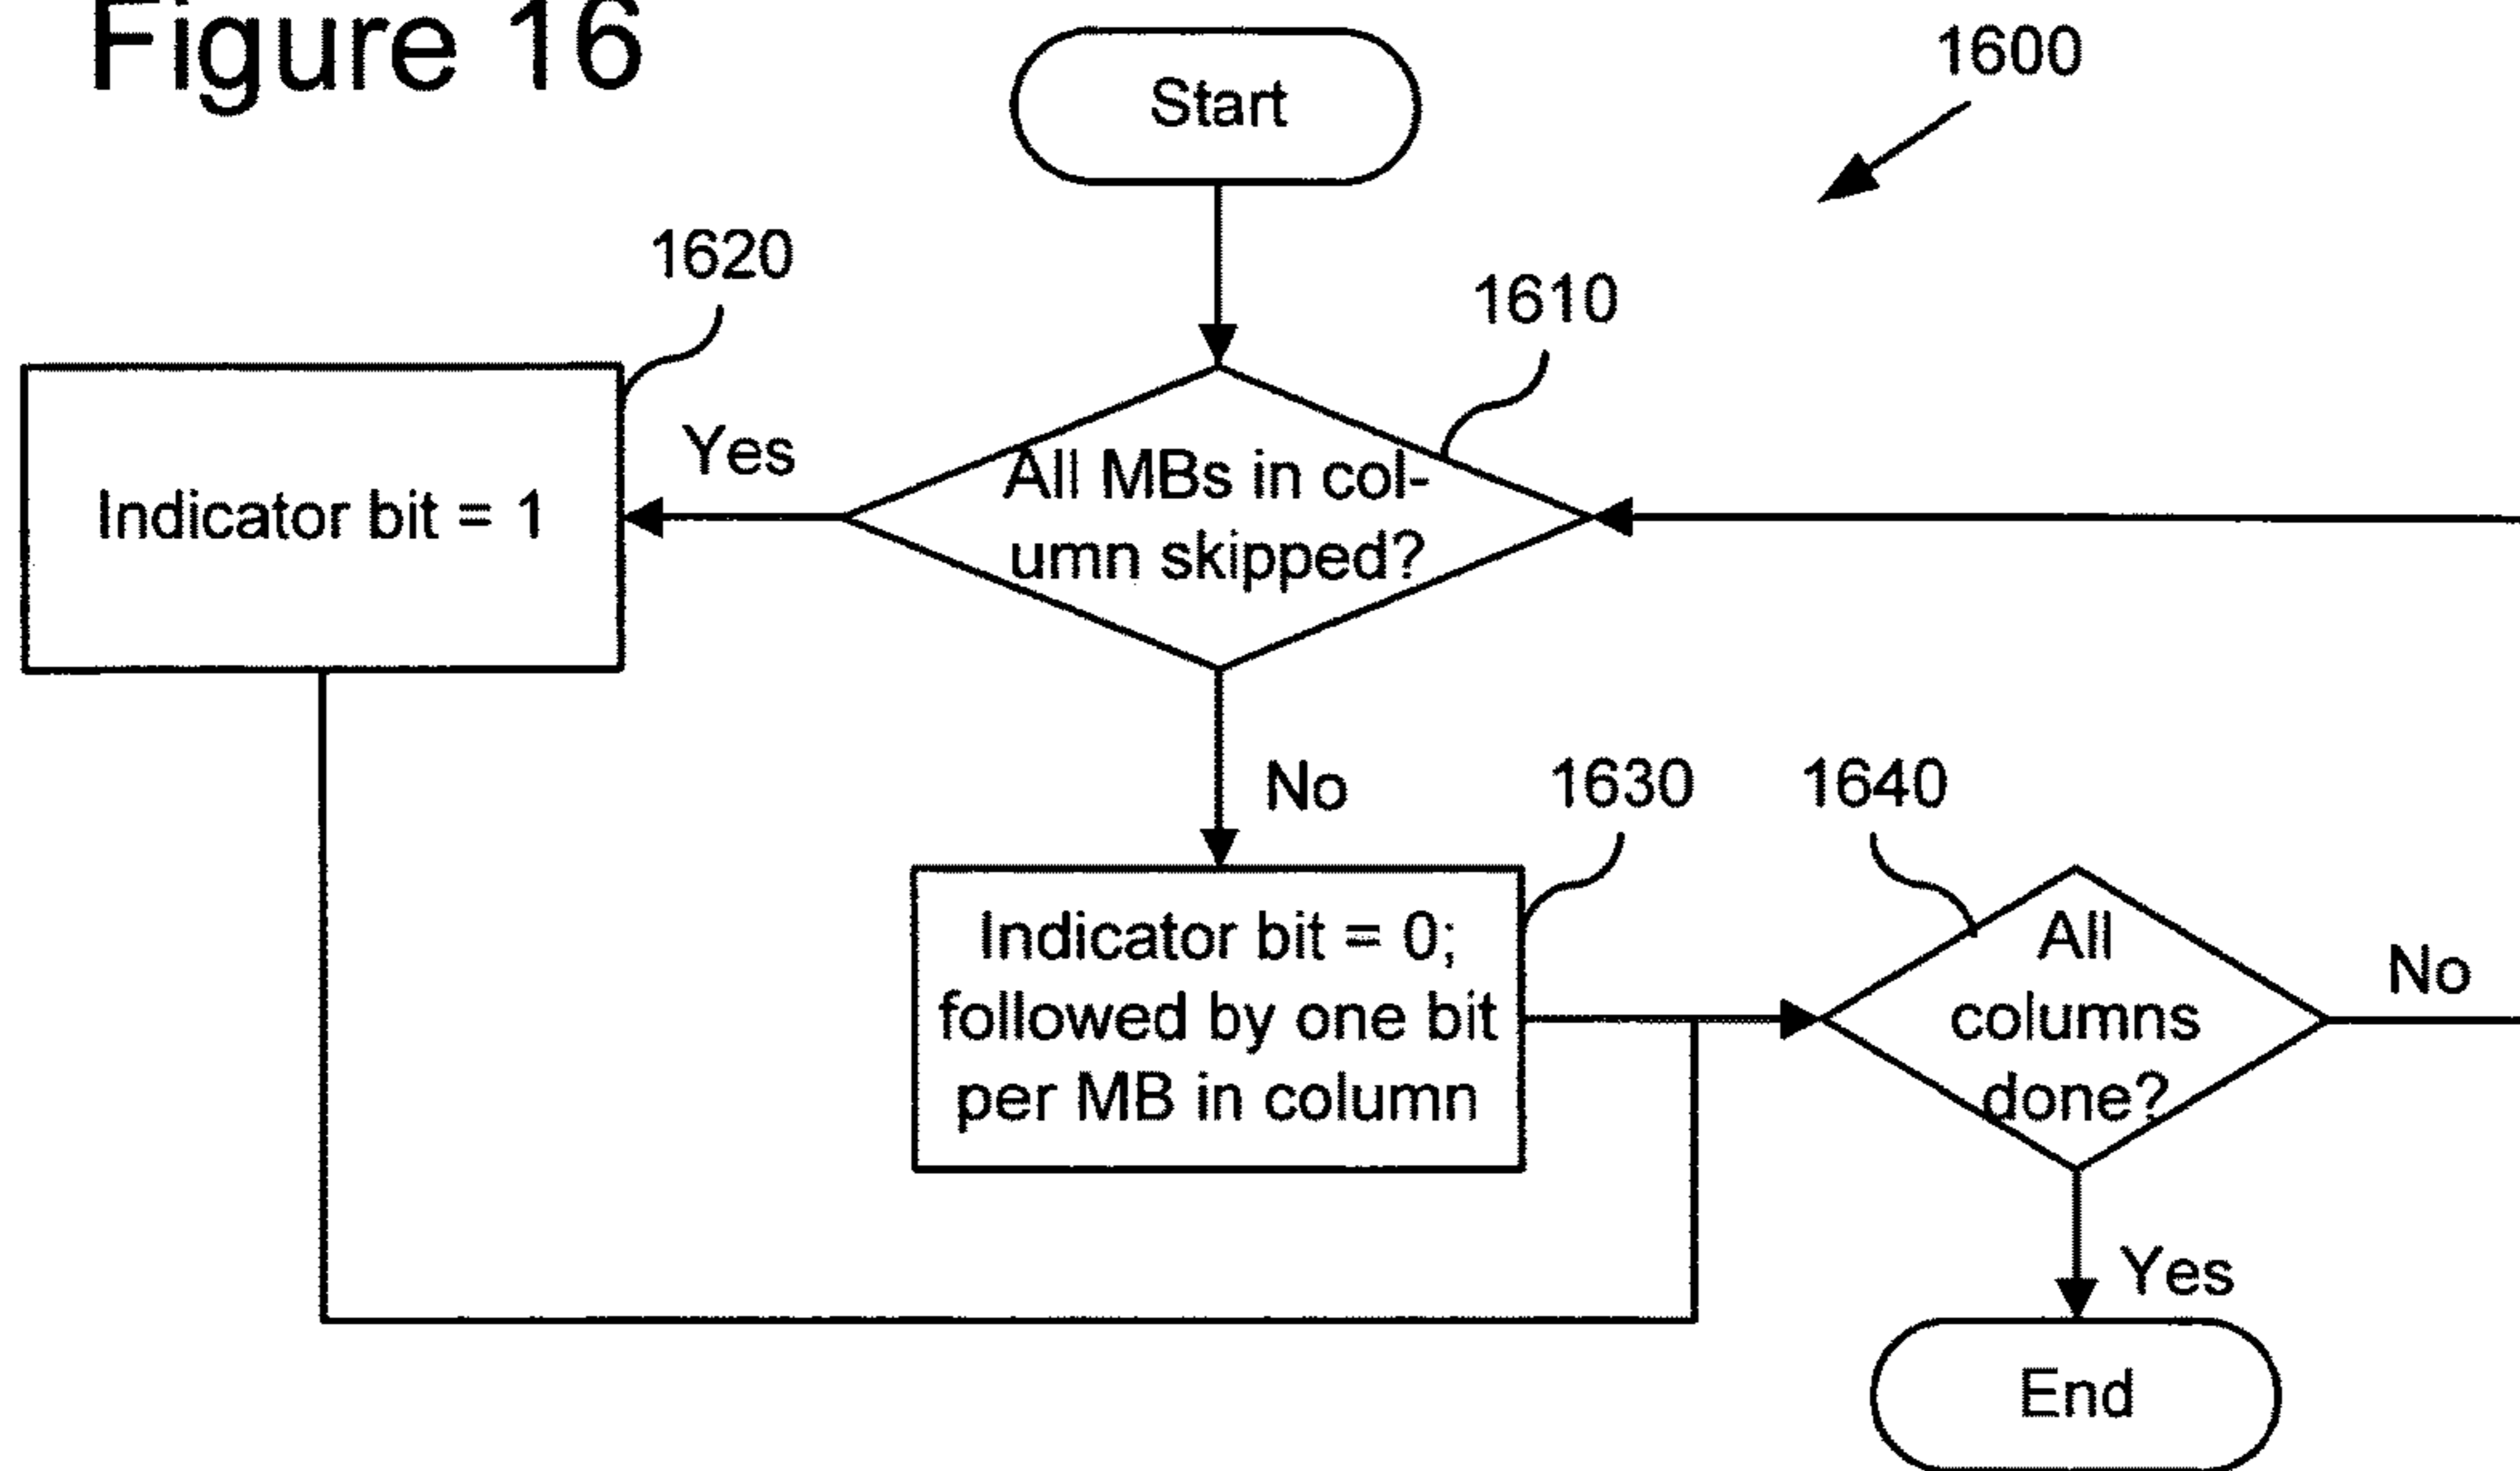 Figure 16
Start
1600
1620
1610
Yes
All MBs in col-
umn skipped?
Indicator bit = 1
No
1630
1640
Indicator bit = 0;
followed by one bit
per MB in column
All
columns
done?
No
Yes
End